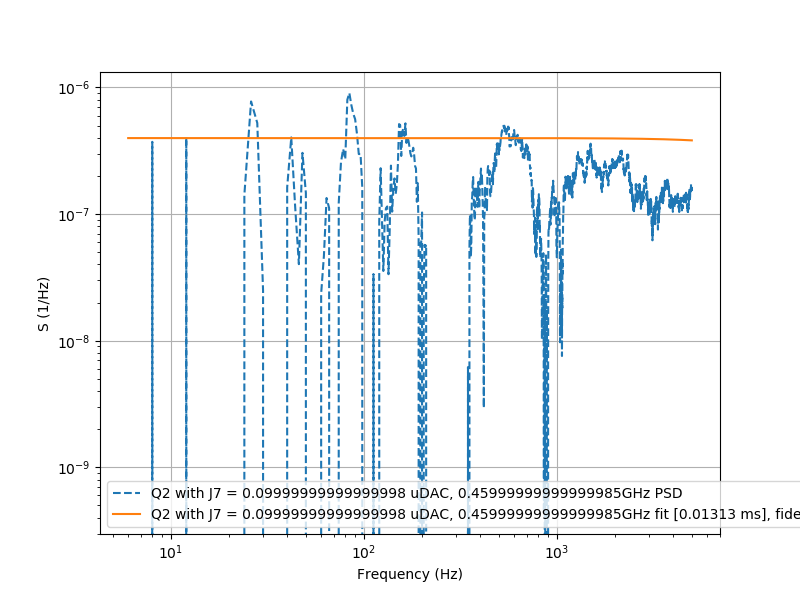 10⁻⁶
10⁻⁷
10⁻⁸
10⁻⁹
S (1/Hz)
Q2 with J7 = 0.09999999999999998 uDAC, 0.45999999999999985GHz PSD
Q2 with J7 = 0.09999999999999998 uDAC, 0.45999999999999985GHz fit [0.01313 ms], fide
10¹ 10² 10³
Frequency (Hz)